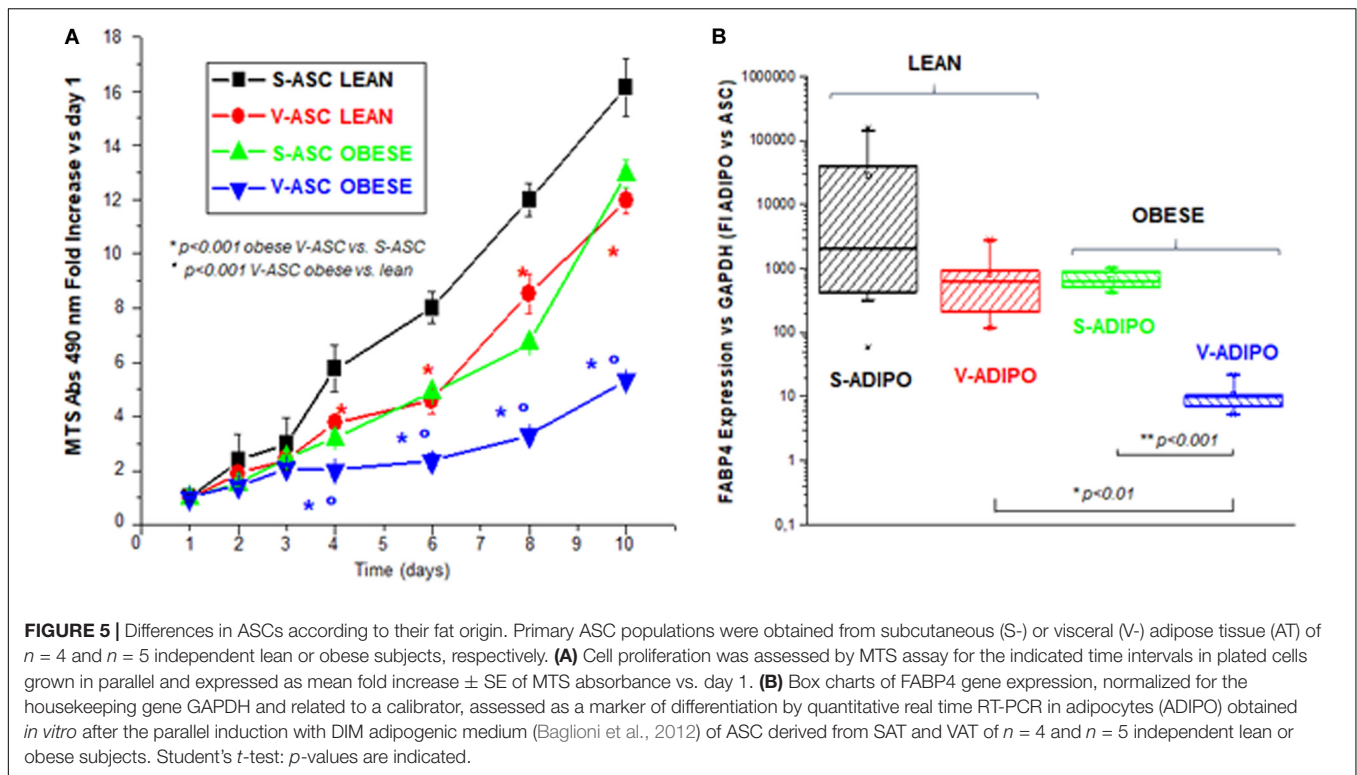 A
MTS Abs 490 nm Fold Increase vs day 1
18
16
14
12
10
8
6
4
2
0
S-ASC LEAN
V-ASC LEAN
S-ASC OBESE
V-ASC OBESE
* p<0.001 obese V-ASC vs. S-ASC
* p<0.001 V-ASC obese vs. lean
* * * *
* o * o * o * o
0 1 2 3 4 6 8 10
Time (days)
B
FABP4 Expression vs GAPDH (FI ADIPO vs ASC)
1000000
100000
10000
1000
100
10
1
0,1
LEAN
OBESE
S-ADIPO
V-ADIPO
S-ADIPO
V-ADIPO
** p<0.001
* p<0.01
FIGURE 5 | Differences in ASCs according to their fat origin. Primary ASC populations were obtained from subcutaneous (S-) or visceral (V-) adipose tissue (AT) of
n = 4 and n = 5 independent lean or obese subjects, respectively. (A) Cell proliferation was assessed by MTS assay for the indicated time intervals in plated cells
grown in parallel and expressed as mean fold increase ± SE of MTS absorbance vs. day 1. (B) Box charts of FABP4 gene expression, normalized for the
housekeeping gene GAPDH and related to a calibrator, assessed as a marker of differentiation by quantitative real time RT-PCR in adipocytes (ADIPO) obtained
in vitro after the parallel induction with DIM adipogenic medium (Baglioni et al., 2012) of ASC derived from SAT and VAT of n = 4 and n = 5 independent lean or
obese subjects. Student's t-test: p-values are indicated.